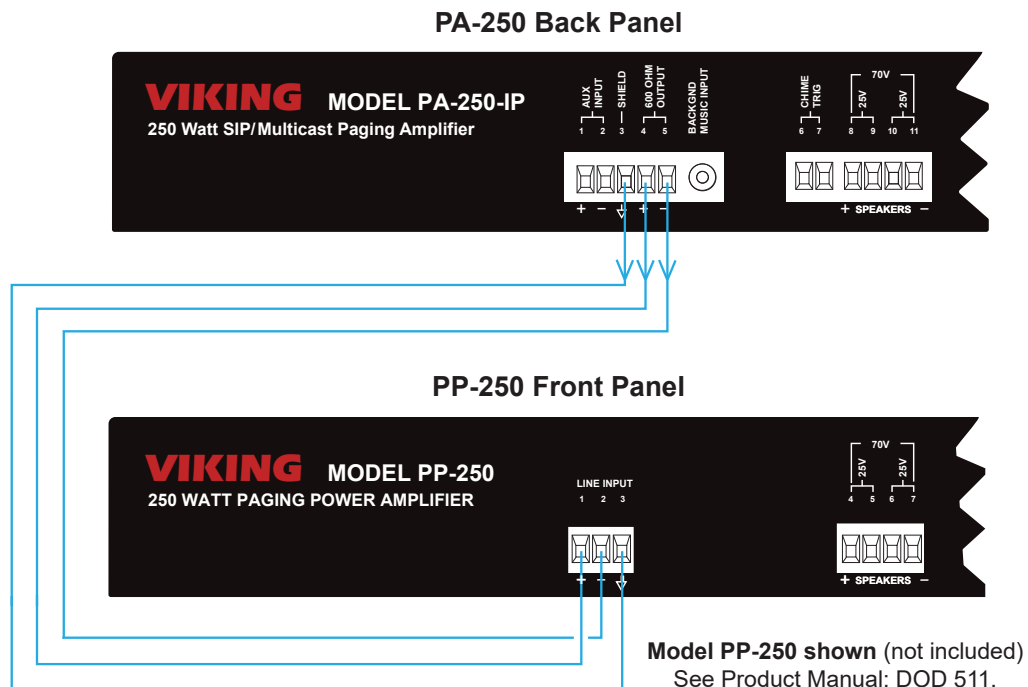 PA-250 Back Panel
VIKING MODEL PA-250-IP
250 Watt SIP/Multicast Paging Amplifier
AUX INPUT
SHIELD
600 OHM OUTPUT
BACKGND MUSIC INPUT
1 2 3 4 5
+ − + −
CHIME TRIG
70V
25V 25V
6 7 8 9 10 11
+ SPEAKERS −
PP-250 Front Panel
VIKING MODEL PP-250
250 WATT PAGING POWER AMPLIFIER
LINE INPUT
1 2 3
+ −
70V
25V 25V
4 5 6 7
+ SPEAKERS −
Model PP-250 shown (not included)
See Product Manual: DOD 511.